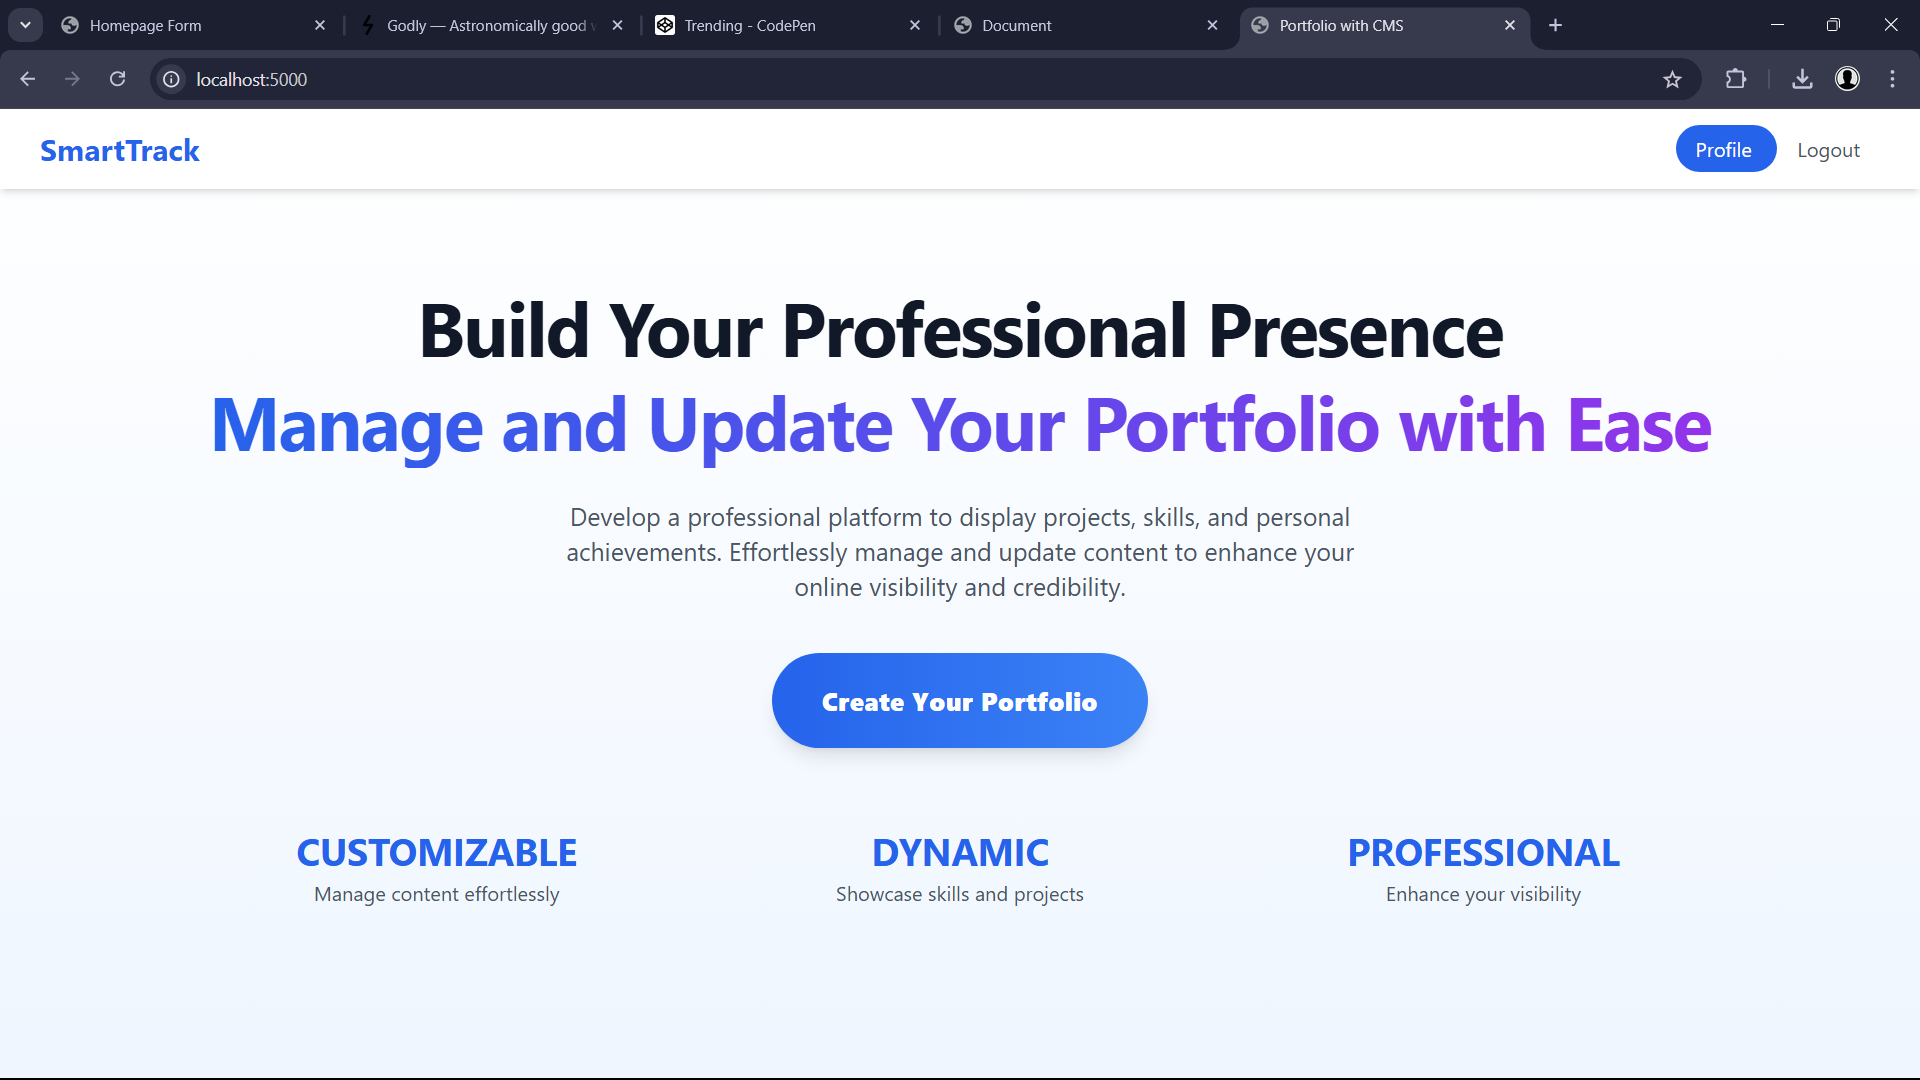 Homepage Form
Godly — Astronomically good
Trending - CodePen
Document
Portfolio with CMS
localhost:5000
SmartTrack
Profile
Logout
Build Your Professional Presence
Manage and Update Your Portfolio with Ease
Develop a professional platform to display projects, skills, and personal
achievements. Effortlessly manage and update content to enhance your
online visibility and credibility.
Create Your Portfolio
CUSTOMIZABLE
Manage content effortlessly
DYNAMIC
Showcase skills and projects
PROFESSIONAL
Enhance your visibility